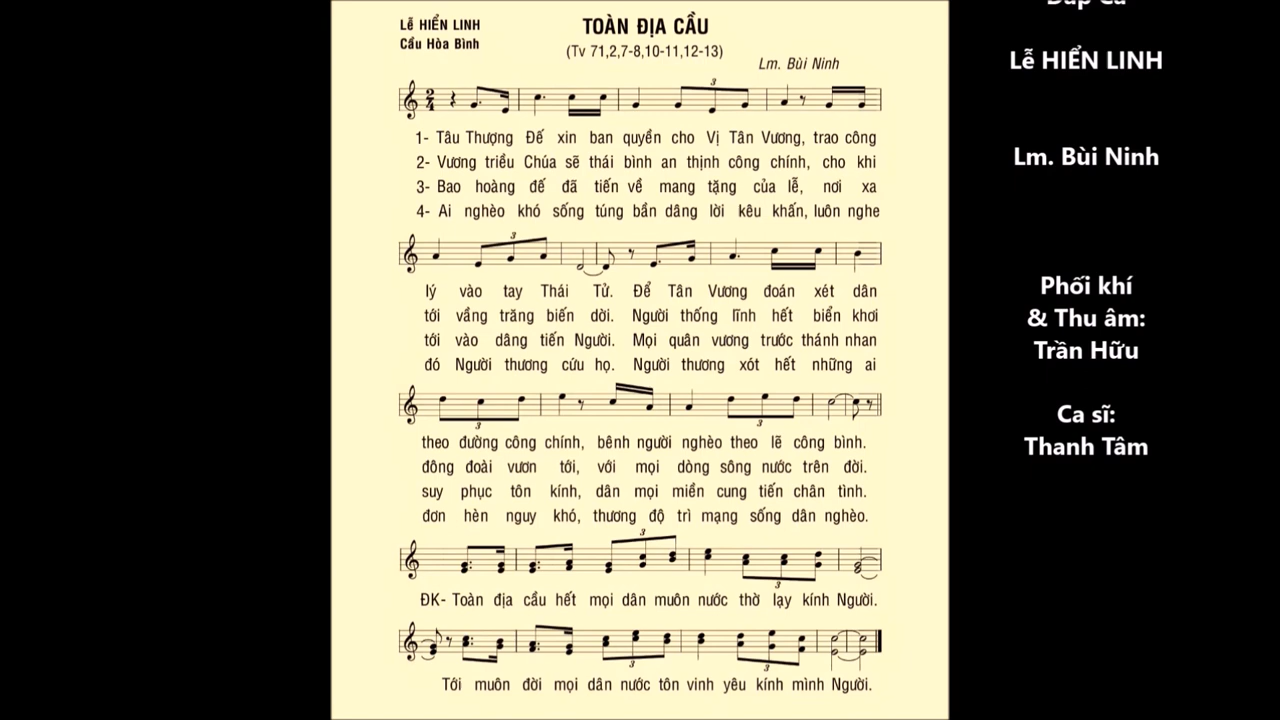 Lễ HIỂN LINH
Cầu Hòa Bình
TOÀN ĐỊA CẦU
(Tv 71,2,7-8,10-11,12-13)
Lm. Bùi Ninh
1- Tâu Thượng Đế xin ban quyền cho Vị Tân Vương, trao công
2- Vương triều Chúa sẽ thái bình an thịnh công chính, cho khi
3- Bao hoàng đế đã tiến về mang tặng của lễ, nơi xa
4- Ai nghèo khó sống túng bần dâng lời kêu khấn, luôn nghe
lý vào tay Thái Tử. Để Tân Vương đoán xét dân
tới vầng trăng biến dời. Người thống lĩnh hết biển khơi
tới vào dâng tiến Người. Mọi quân vương trước thánh nhan
đó Người thương cứu họ. Người thương xót hết những ai
theo đường công chính, bênh người nghèo theo lẽ công bình.
đông đoài vươn tới, với mọi dòng sông nước trên đời.
suy phục tôn kính, dân mọi miền cung tiến chân tình.
đơn hèn nguy khó, thương độ trì mạng sống dân nghèo.
ĐK- Toàn địa cầu hết mọi dân muôn nước thờ lạy kính Người.
Tới muôn đời mọi dân nước tôn vinh yêu kính mình Người.
Đáp Ca
Lễ HIỂN LINH
Lm. Bùi Ninh
Phối khí
& Thu âm:
Trần Hữu
Ca sĩ:
Thanh Tâm